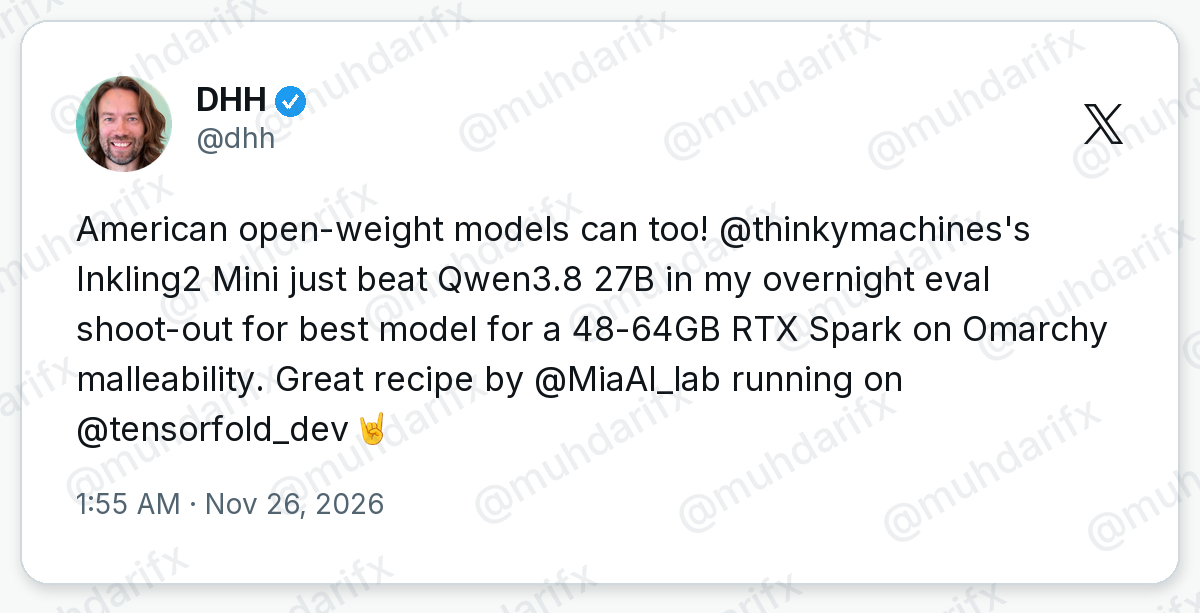 DHH
@dhh
American open-weight models can too! @thinkymachines's
Inkling2 Mini just beat Qwen3.8 27B in my overnight eval
shoot-out for best model for a 48-64GB RTX Spark on Omarchy
malleability. Great recipe by @MiaAI_lab running on
@tensorfold_dev 🤘
1:55 AM · Nov 26, 2026
@muhdarifx